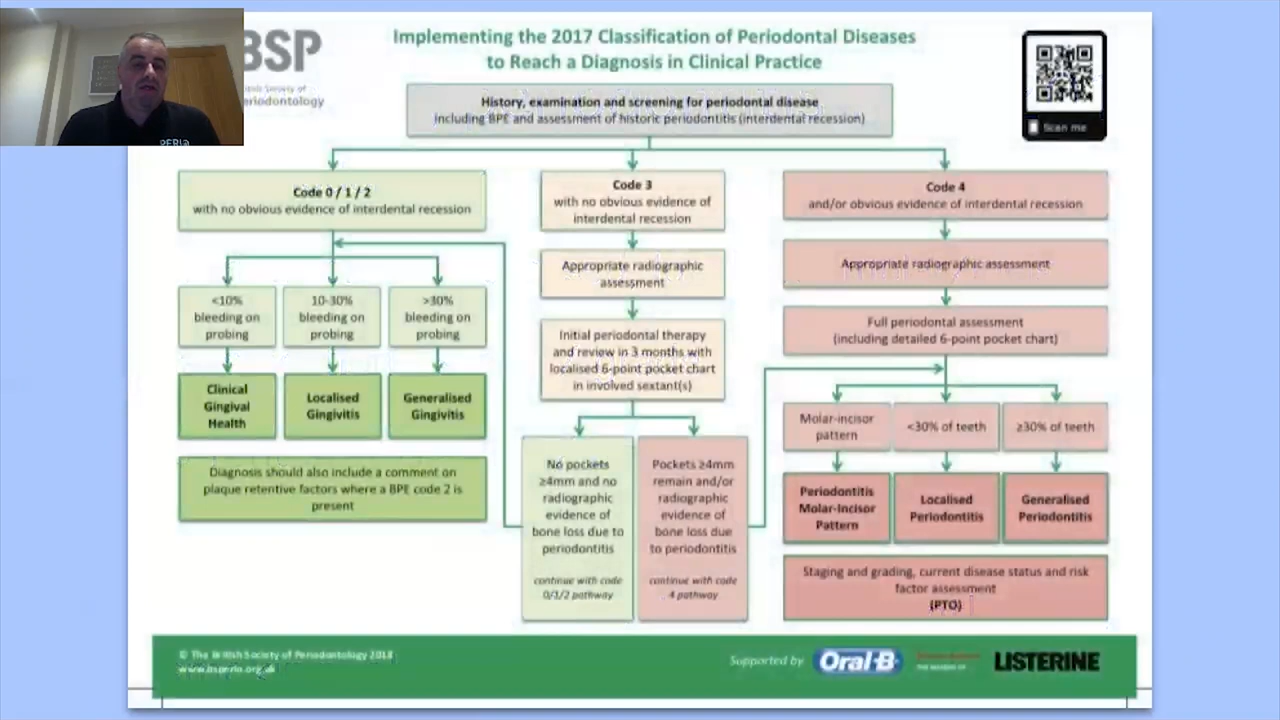 BSP
Periodontology
Implementing the 2017 Classification of Periodontal Diseases
to Reach a Diagnosis in Clinical Practice
Scan me
History, examination and screening for periodontal disease
including BPE and assessment of historic periodontitis (interdental recession)
Code 0 / 1 / 2
with no obvious evidence of interdental recession
Code 3
with no obvious evidence of
interdental recession
Code 4
and/or obvious evidence of interdental recession
Appropriate radiographic
assessment
Appropriate radiographic assessment
<10%
bleeding on
probing
10-30%
bleeding on
probing
>30%
bleeding on
probing
Initial periodontal therapy
and review in 3 months with
localised 6-point pocket chart
in involved sextant(s)
Full periodontal assessment
(including detailed 6-point pocket chart)
Clinical
Gingival
Health
Localised
Gingivitis
Generalised
Gingivitis
Molar-incisor
pattern
<30% of teeth
≥30% of teeth
Diagnosis should also include a comment on
plaque retentive factors where a BPE code 2 is
present
No pockets
≥4mm and no
radiographic
evidence of
bone loss due to
periodontitis
continue with code
0/1/2 pathway
Pockets ≥4mm
remain and/or
radiographic
evidence of
bone loss due
to periodontitis
continue with code
4 pathway
Periodontitis
Molar-Incisor
Pattern
Localised
Periodontitis
Generalised
Periodontitis
Staging and grading, current disease status and risk
factor assessment
(PTO)
© The British Society of Periodontology 2018
www.bsperio.org.uk
Supported by
Oral-B
LISTERINE